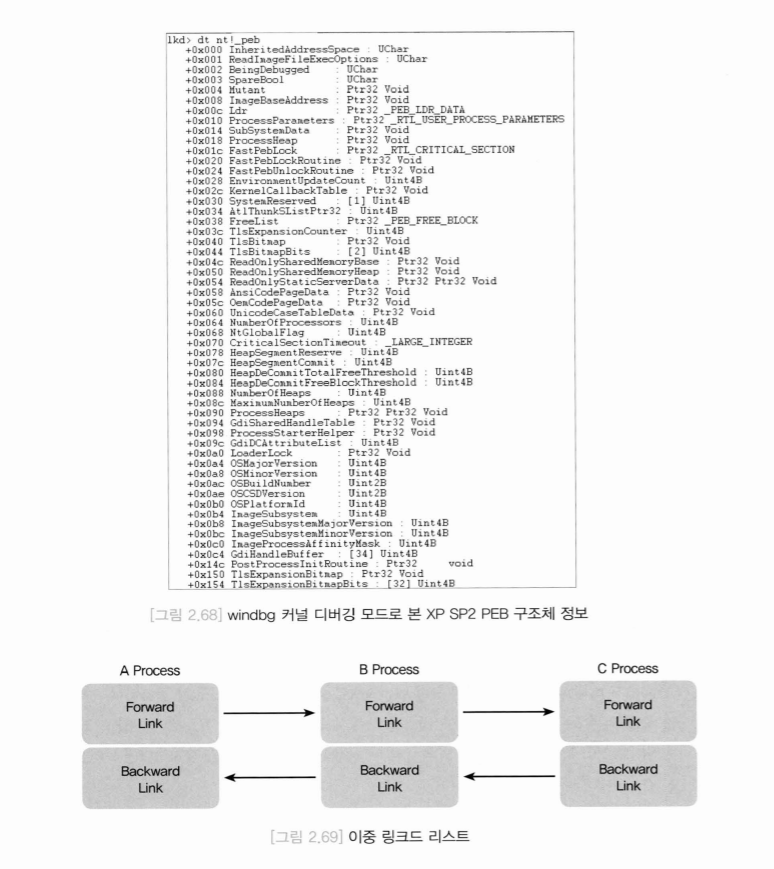 lkd> dt nt!_peb
+0x000 InheritedAddressSpace : UChar
+0x001 ReadImageFileExecOptions : UChar
+0x002 BeingDebugged : UChar
+0x003 SpareBool : UChar
+0x004 Mutant : Ptr32 Void
+0x008 ImageBaseAddress : Ptr32 Void
+0x00c Ldr : Ptr32 _PEB_LDR_DATA
+0x010 ProcessParameters : Ptr32 _RTL_USER_PROCESS_PARAMETERS
+0x014 SubSystemData : Ptr32 Void
+0x018 ProcessHeap : Ptr32 Void
+0x01c FastPebLock : Ptr32 _RTL_CRITICAL_SECTION
+0x020 FastPebLockRoutine : Ptr32 Void
+0x024 FastPebUnlockRoutine : Ptr32 Void
+0x028 EnvironmentUpdateCount : Uint4B
+0x02c KernelCallbackTable : Ptr32 Void
+0x030 SystemReserved : [1] Uint4B
+0x034 AtlThunkSListPtr32 : Uint4B
+0x038 FreeList : Ptr32 _PEB_FREE_BLOCK
+0x03c TlsExpansionCounter : Uint4B
+0x040 TlsBitmap : Ptr32 Void
+0x044 TlsBitmapBits : [2] Uint4B
+0x04c ReadOnlySharedMemoryBase : Ptr32 Void
+0x050 ReadOnlySharedMemoryHeap : Ptr32 Void
+0x054 ReadOnlyStaticServerData : Ptr32 Ptr32 Void
+0x058 AnsiCodePageData : Ptr32 Void
+0x05c OemCodePageData : Ptr32 Void
+0x060 UnicodeCaseTableData : Ptr32 Void
+0x064 NumberOfProcessors : Uint4B
+0x068 NtGlobalFlag : Uint4B
+0x070 CriticalSectionTimeout : _LARGE_INTEGER
+0x078 HeapSegmentReserve : Uint4B
+0x07c HeapSegmentCommit : Uint4B
+0x080 HeapDeCommitTotalFreeThreshold : Uint4B
+0x084 HeapDeCommitFreeBlockThreshold : Uint4B
+0x088 NumberOfHeaps : Uint4B
+0x08c MaximumNumberOfHeaps : Uint4B
+0x090 ProcessHeaps : Ptr32 Ptr32 Void
+0x094 GdiSharedHandleTable : Ptr32 Void
+0x098 ProcessStarterHelper : Ptr32 Void
+0x09c GdiDCAttributeList : Uint4B
+0x0a0 LoaderLock : Ptr32 Void
+0x0a4 OSMajorVersion : Uint4B
+0x0a8 OSMinorVersion : Uint4B
+0x0ac OSBuildNumber : Uint2B
+0x0ae OSCSDVersion : Uint2B
+0x0b0 OSPlatformId : Uint4B
+0x0b4 ImageSubsystem : Uint4B
+0x0b8 ImageSubsystemMajorVersion : Uint4B
+0x0bc ImageSubsystemMinorVersion : Uint4B
+0x0c0 ImageProcessAffinityMask : Uint4B
+0x0c4 GdiHandleBuffer : [34] Uint4B
+0x14c PostProcessInitRoutine : Ptr32 void
+0x150 TlsExpansionBitmap : Ptr32 Void
+0x154 TlsExpansionBitmapBits : [32] Uint4B
[그림 2.68] windbg 커널 디버깅 모드로 본 XP SP2 PEB 구조체 정보
A Process
B Process
C Process
Forward
Link
Forward
Link
Forward
Link
Backward
Link
Backward
Link
Backward
Link
[그림 2.69] 이중 링크드 리스트